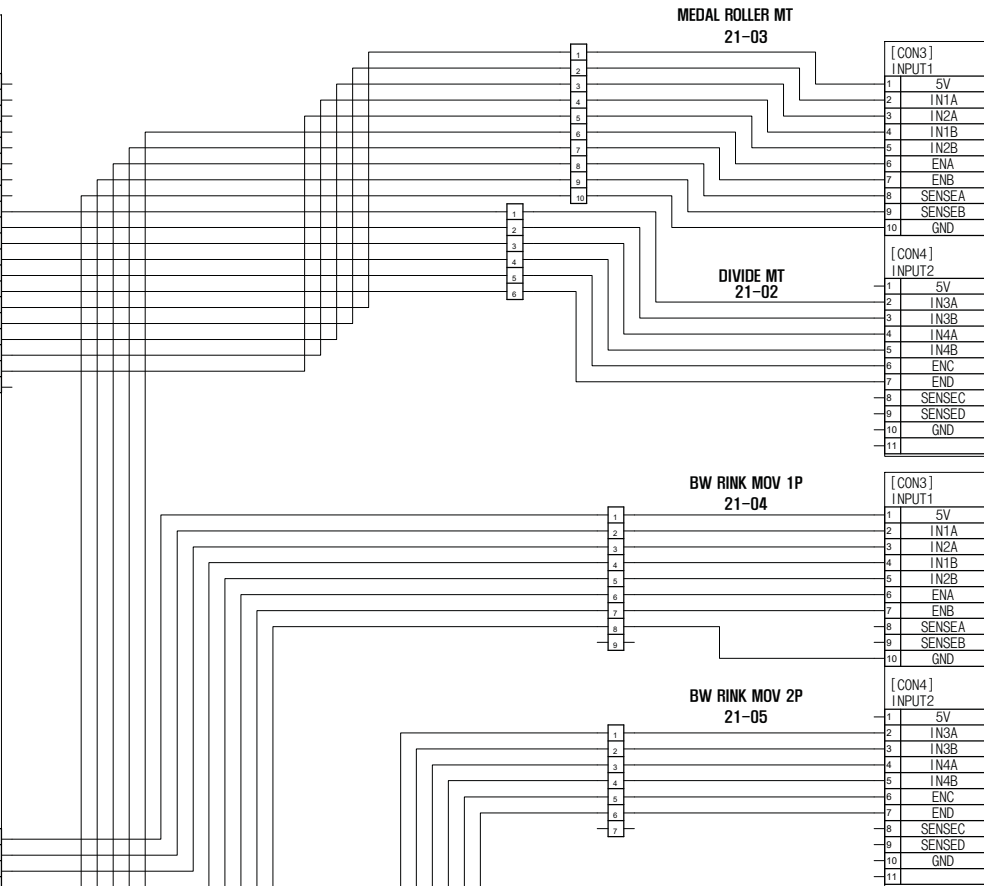 MEDAL ROLLER MT
21-03
1
2
3
4
5
6
7
8
9
10
[CON3]
INPUT1
1 5V
2 IN1A
3 IN2A
4 IN1B
5 IN2B
6 ENA
7 ENB
8 SENSEA
9 SENSEB
10 GND
1
2
3
4
5
6
DIVIDE MT
21-02
[CON4]
INPUT2
1 5V
2 IN3A
3 IN3B
4 IN4A
5 IN4B
6 ENC
7 END
8 SENSEC
9 SENSED
10 GND
11
BW RINK MOV 1P
21-04
1
2
3
4
5
6
7
8
9
[CON3]
INPUT1
1 5V
2 IN1A
3 IN2A
4 IN1B
5 IN2B
6 ENA
7 ENB
8 SENSEA
9 SENSEB
10 GND
BW RINK MOV 2P
21-05
1
2
3
4
5
6
7
[CON4]
INPUT2
1 5V
2 IN3A
3 IN3B
4 IN4A
5 IN4B
6 ENC
7 END
8 SENSEC
9 SENSED
10 GND
11